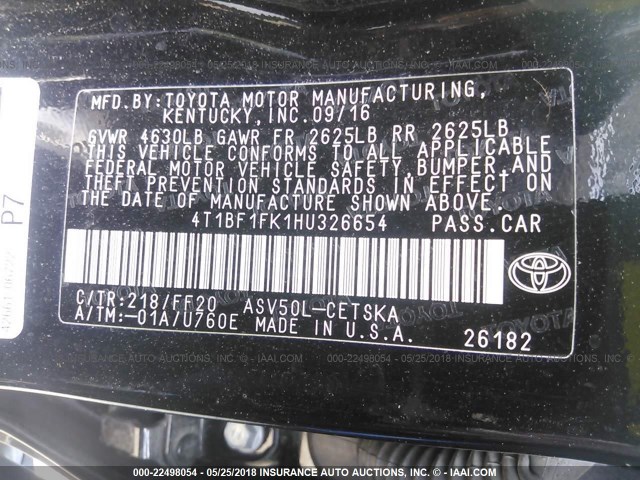 MFD.BY:TOYOTA MOTOR MANUFACTURING,
KENTUCKY,INC.09/16
GVWR 4630LB GAWR FR 2625LB RR 2625LB
THIS VEHICLE CONFORMS TO ALL APPLICABLE
FEDERAL MOTOR VEHICLE SAFETY,BUMPER,AND
THEFT PREVENTION STANDARDS IN EFFECT ON
THE DATE OF MANUFACTURE SHOWN ABOVE.
4T1BF1FK1HU326654 PASS.CAR
C/TR:218/FF20 ASV50L-CETSKA
A/TM:-01A/U760E MADE IN U.S.A.
26182
P7
000-22498054 - 05/25/2018 INSURANCE AUTO AUCTIONS - IAAI.COM